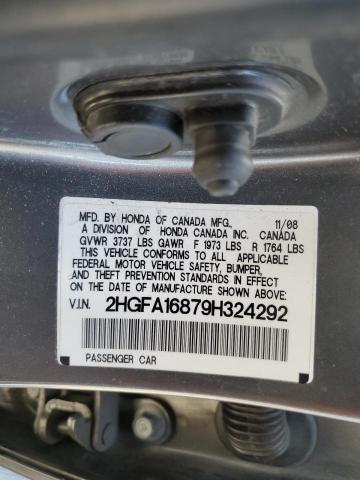 MFD. BY HONDA OF CANADA MFG., 11/08
A DIVISION OF HONDA CANADA INC. CANADA
GVWR 3737 LBS GAWR F 1973 LBS R 1764 LBS
THIS VEHICLE CONFORMS TO ALL APPLICABLE
FEDERAL MOTOR VEHICLE SAFETY, BUMPER,
AND THEFT PREVENTION STANDARDS IN EFFECT
ON THE DATE OF MANUFACTURE SHOWN ABOVE:
V.I.N. 2HGFA16879H324292
PASSENGER CAR